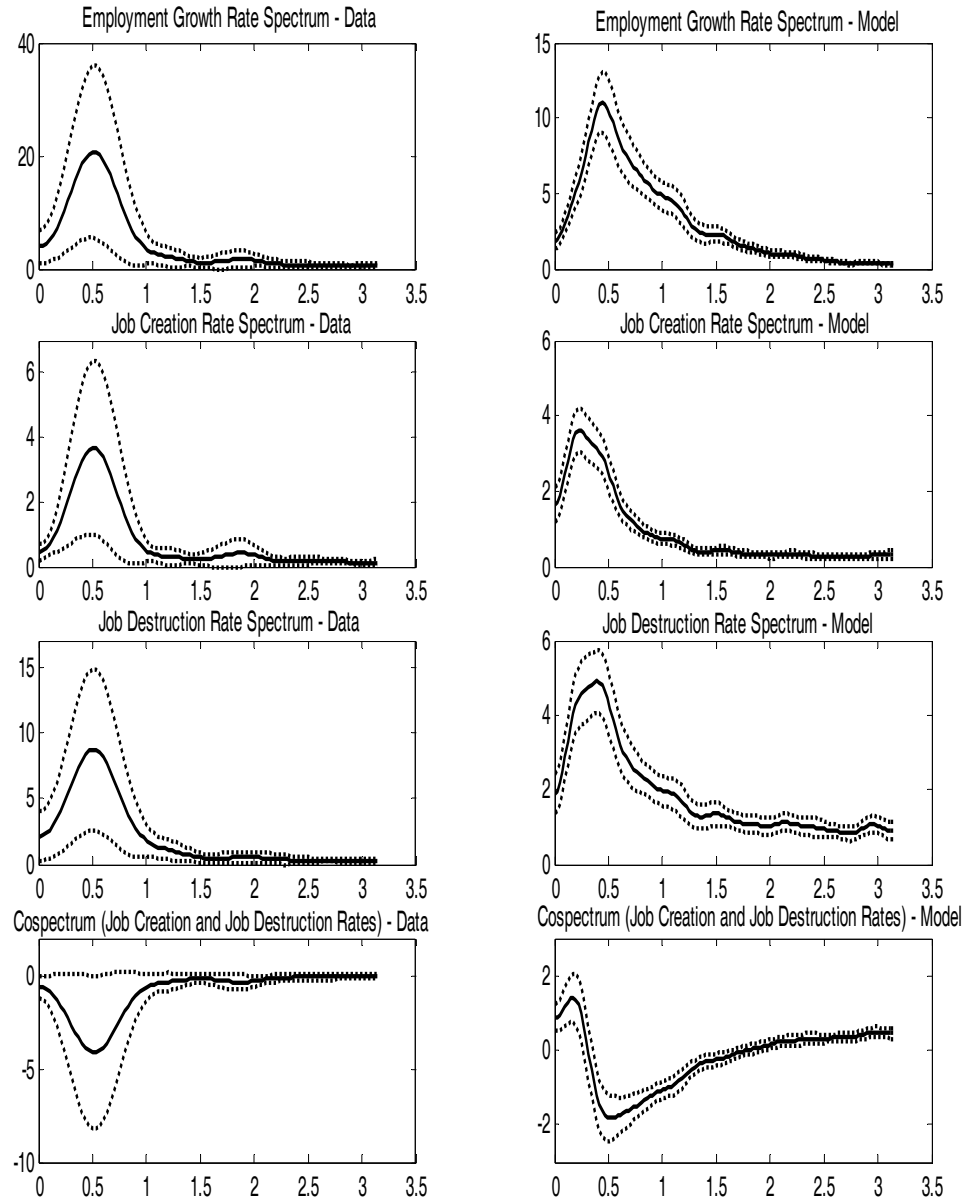 Employment Growth Rate Spectrum - Data
40
20
0
0 0.5 1 1.5 2 2.5 3 3.5
Employment Growth Rate Spectrum - Model
15
10
5
0
0 0.5 1 1.5 2 2.5 3 3.5
Job Creation Rate Spectrum - Data
6
4
2
0
0 0.5 1 1.5 2 2.5 3 3.5
Job Creation Rate Spectrum - Model
6
4
2
0
0 0.5 1 1.5 2 2.5 3 3.5
Job Destruction Rate Spectrum - Data
15
10
5
0
0 0.5 1 1.5 2 2.5 3 3.5
Job Destruction Rate Spectrum - Model
6
4
2
0
0 0.5 1 1.5 2 2.5 3 3.5
Cospectrum (Job Creation and Job Destruction Rates) - Data
0
-5
-10
0 0.5 1 1.5 2 2.5 3 3.5
Cospectrum (Job Creation and Job Destruction Rates) - Model
2
0
-2
0 0.5 1 1.5 2 2.5 3 3.5